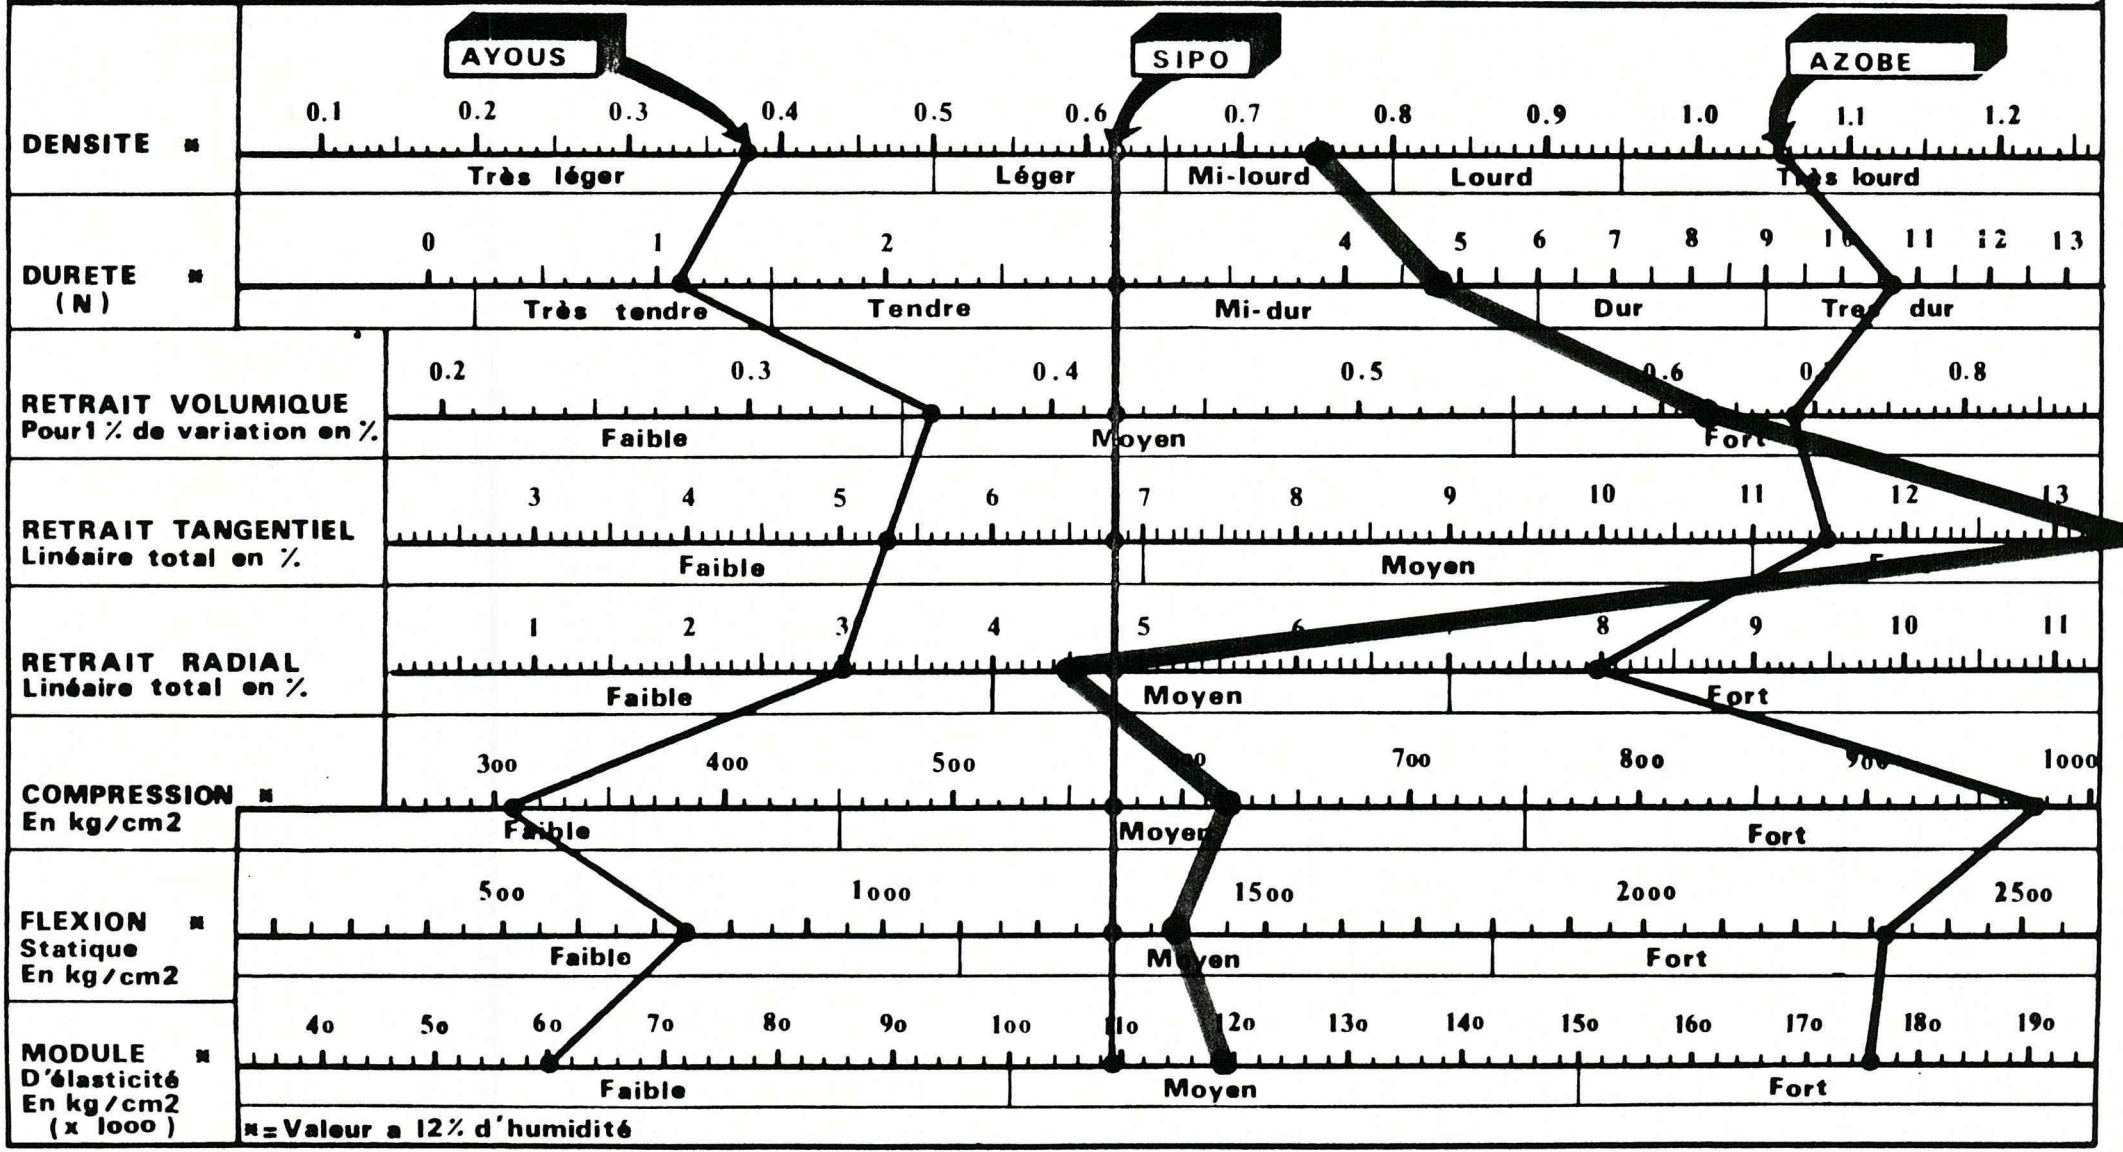 AYOUS SIPO AZOBE
0.1 0.2 0.3 0.4 0.5 0.6 0.7 0.8 0.9 1.0 1.1 1.2
DENSITE ¤
Très léger Léger Mi-lourd Lourd Très lourd
0 1 2 4 5 6 7 8 9 10 11 12 13
DURETE ¤
(N)
Très tendre Tendre Mi-dur Dur Tres dur
0.2 0.3 0.4 0.5 0.6 0.8
RETRAIT VOLUMIQUE
Pour 1 % de variation en %.
Faible Moyen Fort
3 4 5 6 7 8 9 10 11 12 13
RETRAIT TANGENTIEL
Linéaire total en %.
Faible Moyen
1 2 3 4 5 6 8 9 10 11
RETRAIT RADIAL
Linéaire total en %.
Faible Moyen Fort
300 400 500 700 800 900 1000
COMPRESSION ¤
En kg/cm2
Faible Moyen Fort
500 1000 1500 2000 2500
FLEXION ¤
Statique
En kg/cm2
Faible Moyen Fort
40 50 60 70 80 90 100 110 120 130 140 150 160 170 180 190
MODULE ¤
D'élasticité
En kg/cm2
(x 1000)
Faible Moyen Fort
¤=Valeur a 12% d'humidité